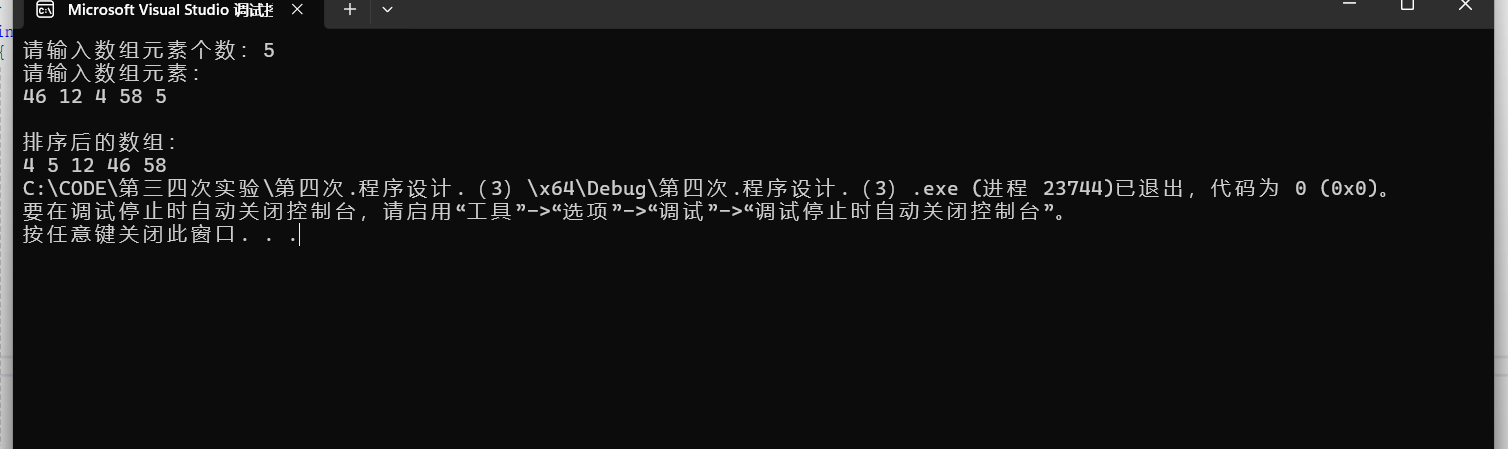 Microsoft Visual Studio 调试
请输入数组元素个数: 5
请输入数组元素:
46 12 4 58 5
排序后的数组:
4 5 12 46 58
C:\CODE\第三四次实验\第四次.程序设计.（3）\x64\Debug\第四次.程序设计.（3）.exe (进程 23744)已退出，代码为 0 (0x0)。
要在调试停止时自动关闭控制台，请启用“工具”->“选项”->“调试”->“调试停止时自动关闭控制台”。
按任意键关闭此窗口. . .